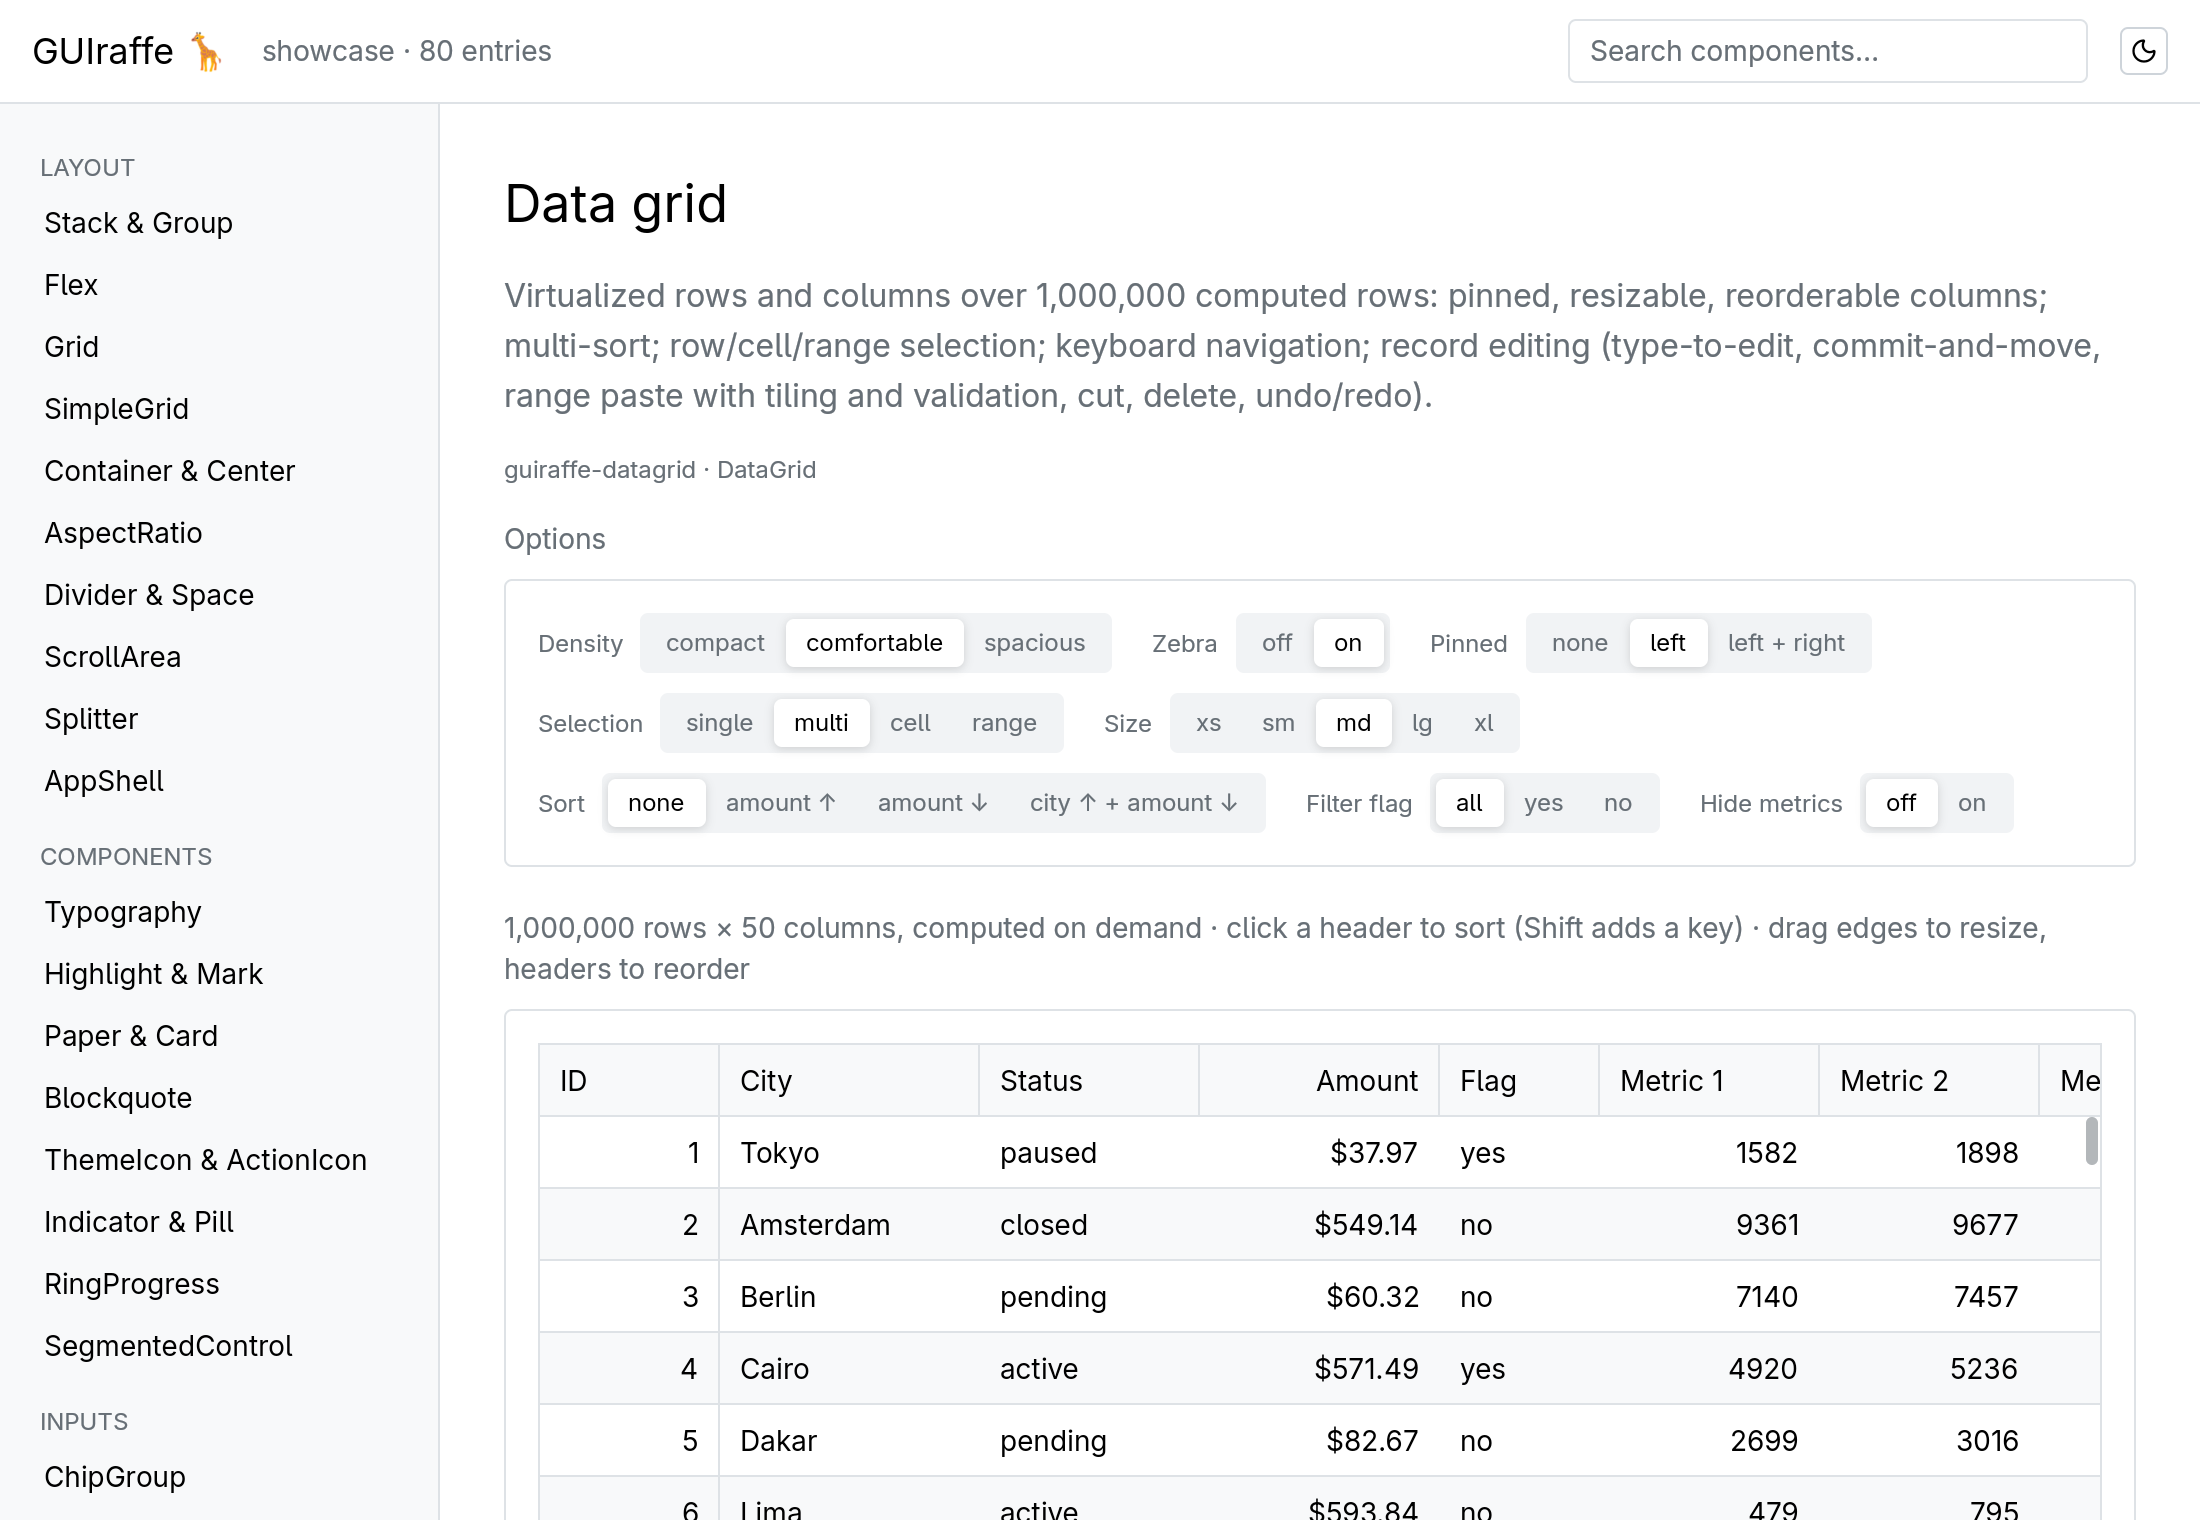 GUIraffe 🦒 showcase · 80 entries Search components...
LAYOUT
Stack & Group
Flex
Grid
SimpleGrid
Container & Center
AspectRatio
Divider & Space
ScrollArea
Splitter
AppShell
COMPONENTS
Typography
Highlight & Mark
Paper & Card
Blockquote
ThemeIcon & ActionIcon
Indicator & Pill
RingProgress
SegmentedControl
INPUTS
ChipGroup
Data grid
Virtualized rows and columns over 1,000,000 computed rows: pinned, resizable, reorderable columns;
multi-sort; row/cell/range selection; keyboard navigation; record editing (type-to-edit, commit-and-move,
range paste with tiling and validation, cut, delete, undo/redo).
guiraffe-datagrid · DataGrid
Options
Density compact comfortable spacious Zebra off on Pinned none left left + right
Selection single multi cell range Size xs sm md lg xl
Sort none amount ↑ amount ↓ city ↑ + amount ↓ Filter flag all yes no Hide metrics off on
1,000,000 rows × 50 columns, computed on demand · click a header to sort (Shift adds a key) · drag edges to resize,
headers to reorder
ID City Status Amount Flag Metric 1 Metric 2 Me
1 Tokyo paused $37.97 yes 1582 1898
2 Amsterdam closed $549.14 no 9361 9677
3 Berlin pending $60.32 no 7140 7457
4 Cairo active $571.49 yes 4920 5236
5 Dakar pending $82.67 no 2699 3016
6 Lima active $593.84 no 479 795